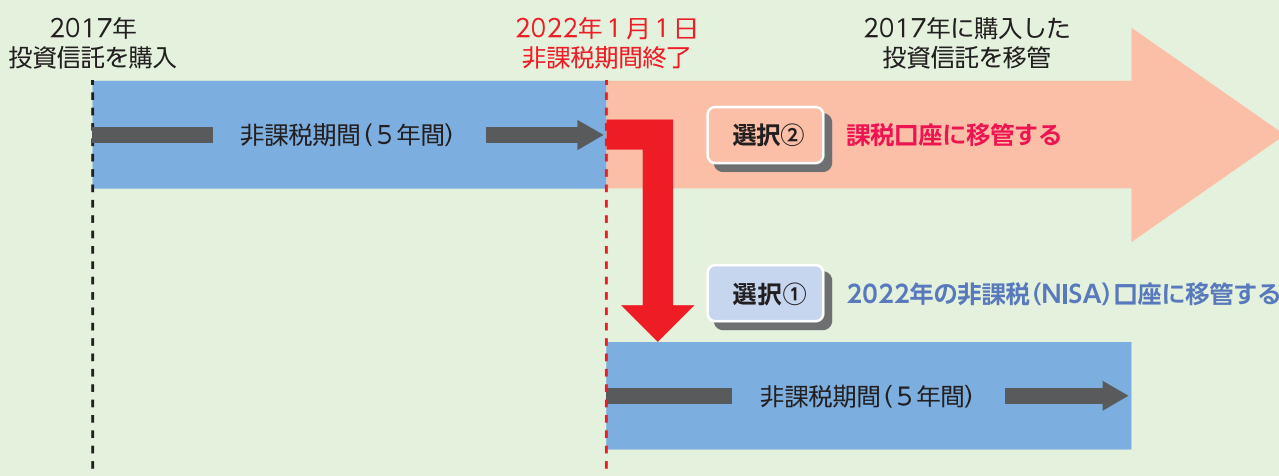 2017年
投資信託を購入
2022年1月1日
非課税期間終了
2017年に購入した
投資信託を移管
非課税期間(5年間)
選択②
課税口座に移管する
選択①
2022年の非課税(NISA)口座に移管する
非課税期間(5年間)